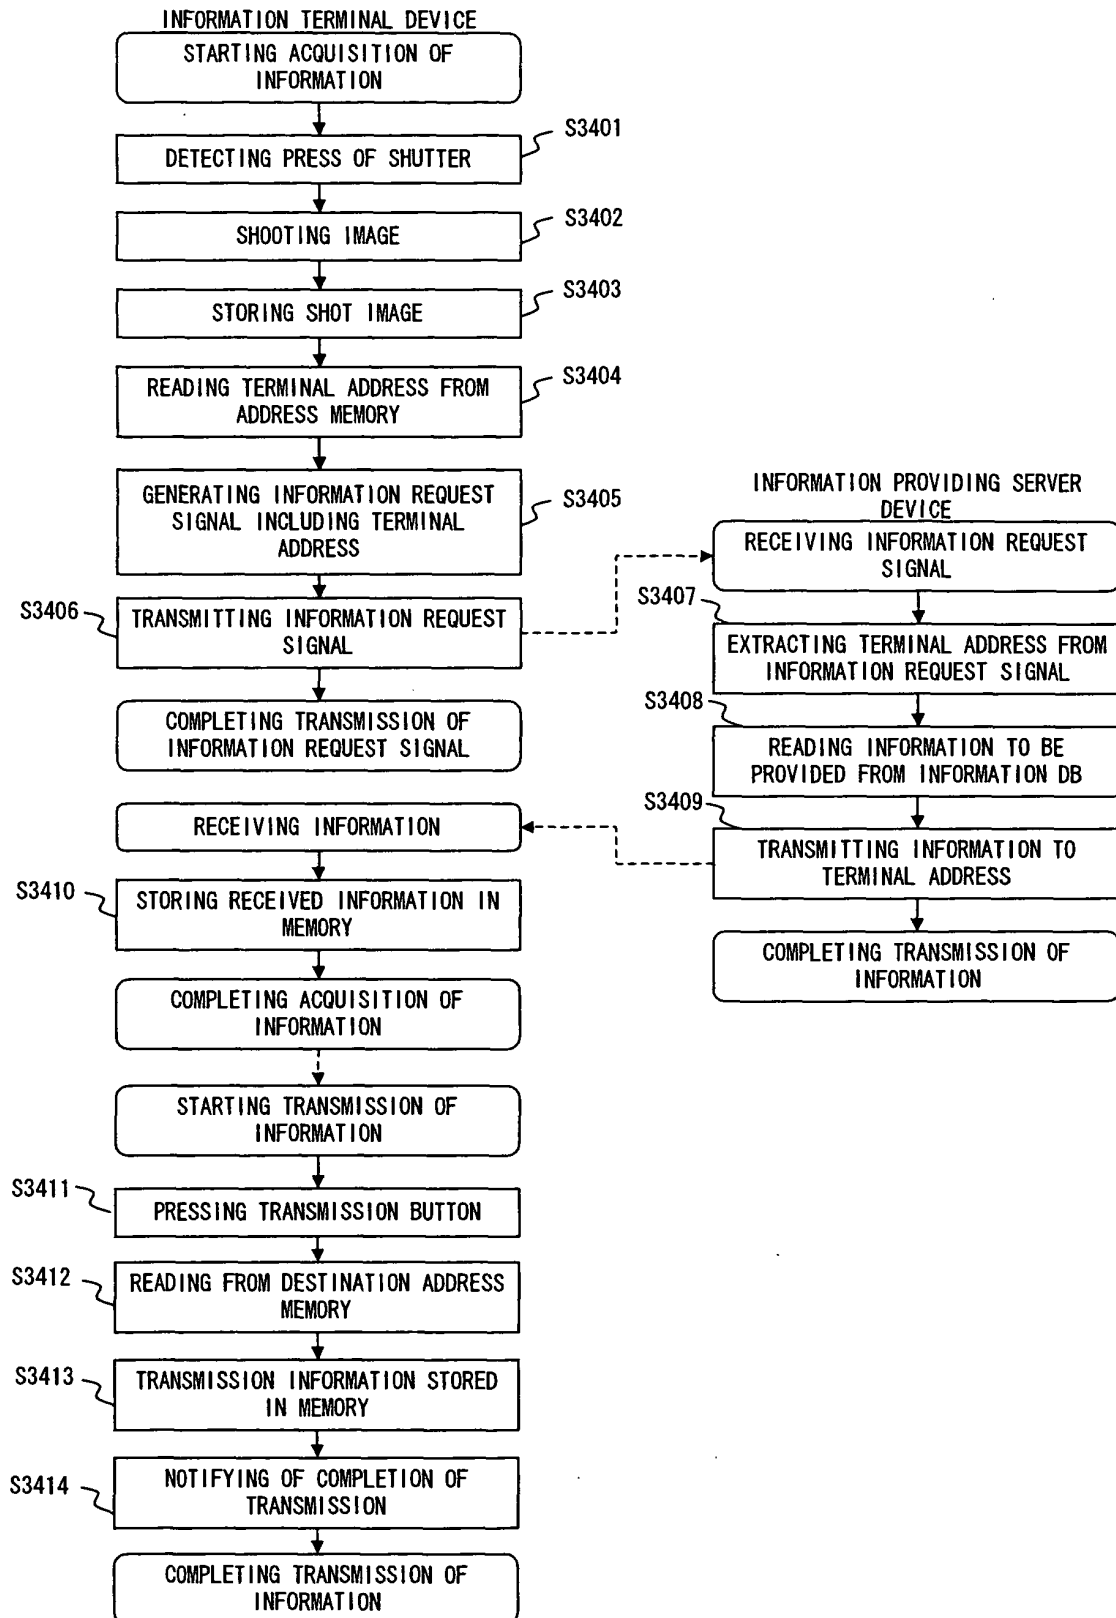 INFORMATION TERMINAL DEVICE
STARTING ACQUISITION OF
INFORMATION
S3401
DETECTING PRESS OF SHUTTER
S3402
SHOOTING IMAGE
S3403
STORING SHOT IMAGE
S3404
READING TERMINAL ADDRESS FROM
ADDRESS MEMORY
S3405
GENERATING INFORMATION REQUEST
SIGNAL INCLUDING TERMINAL
ADDRESS
S3406
TRANSMITTING INFORMATION REQUEST
SIGNAL
COMPLETING TRANSMISSION OF
INFORMATION REQUEST SIGNAL
INFORMATION PROVIDING SERVER
DEVICE
RECEIVING INFORMATION REQUEST
SIGNAL
S3407
EXTRACTING TERMINAL ADDRESS FROM
INFORMATION REQUEST SIGNAL
S3408
READING INFORMATION TO BE
PROVIDED FROM INFORMATION DB
S3409
TRANSMITTING INFORMATION TO
TERMINAL ADDRESS
COMPLETING TRANSMISSION OF
INFORMATION
RECEIVING INFORMATION
S3410
STORING RECEIVED INFORMATION IN
MEMORY
COMPLETING ACQUISITION OF
INFORMATION
STARTING TRANSMISSION OF
INFORMATION
S3411
PRESSING TRANSMISSION BUTTON
S3412
READING FROM DESTINATION ADDRESS
MEMORY
S3413
TRANSMISSION INFORMATION STORED
IN MEMORY
S3414
NOTIFYING OF COMPLETION OF
TRANSMISSION
COMPLETING TRANSMISSION OF
INFORMATION